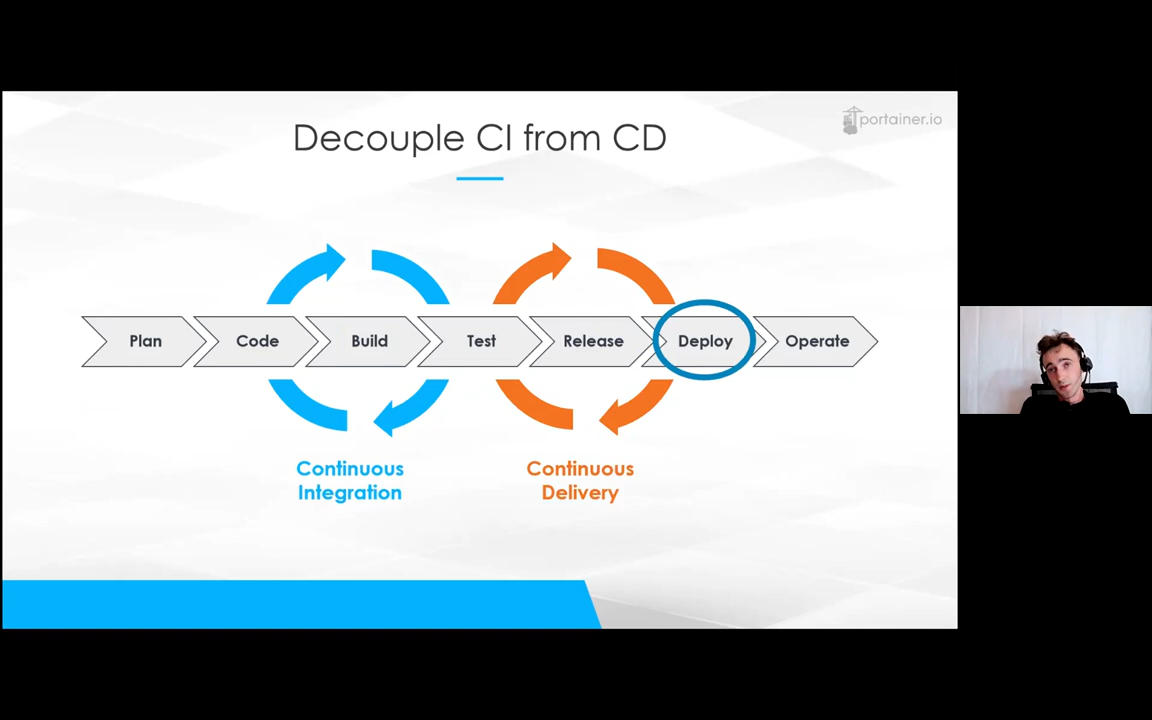 portainer.io
Decouple CI from CD
Plan
Code
Build
Test
Release
Deploy
Operate
Continuous
Integration
Continuous
Delivery